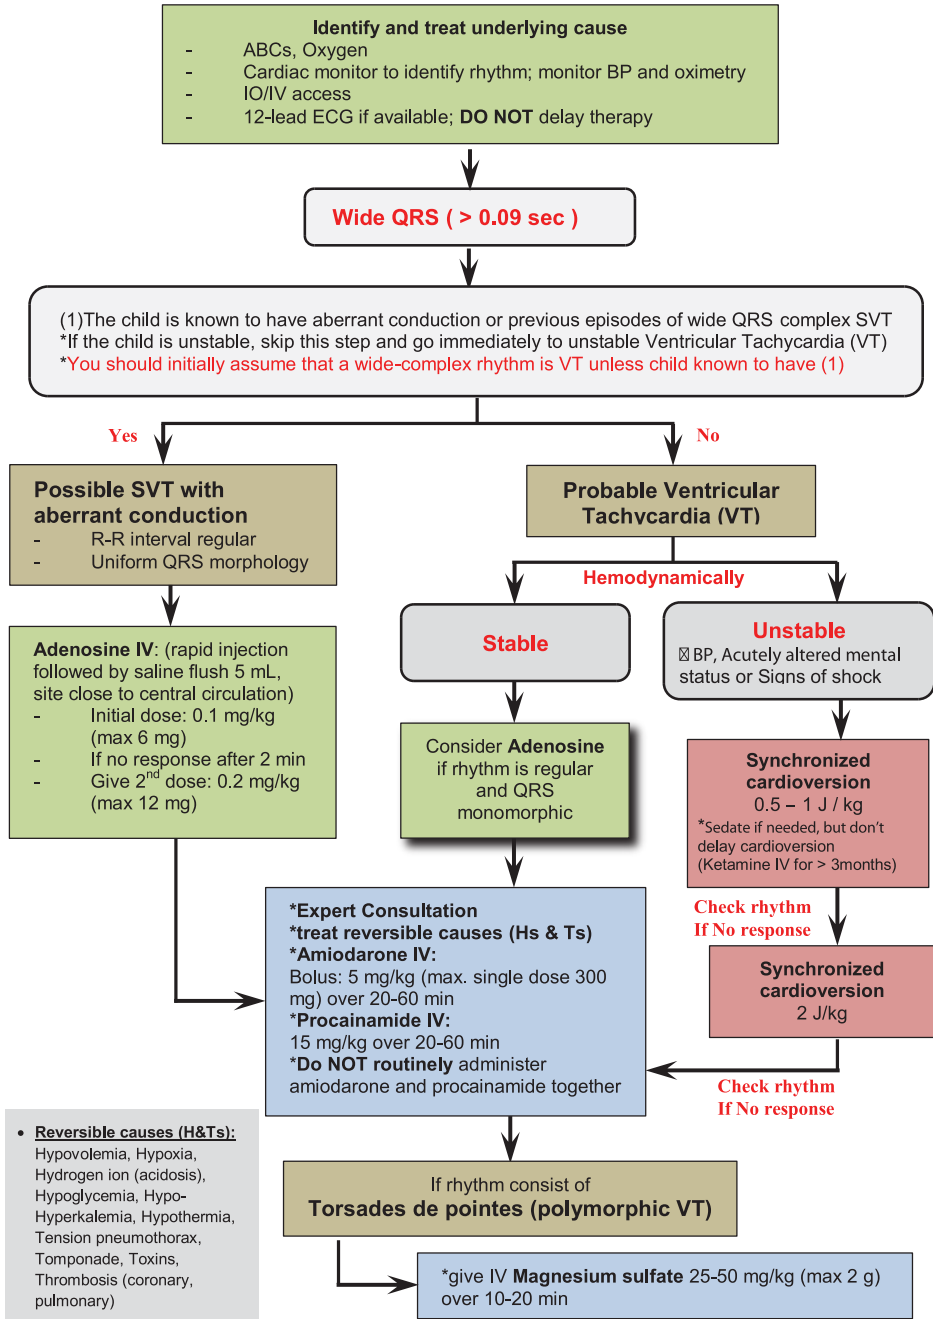 Identify and treat underlying cause
- ABCs, Oxygen
- Cardiac monitor to identify rhythm; monitor BP and oximetry
- IO/IV access
- 12-lead ECG if available; DO NOT delay therapy
Wide QRS ( > 0.09 sec )
(1)The child is known to have aberrant conduction or previous episodes of wide QRS complex SVT
*If the child is unstable, skip this step and go immediately to unstable Ventricular Tachycardia (VT)
*You should initially assume that a wide-complex rhythm is VT unless child known to have (1)
Yes
No
Possible SVT with
aberrant conduction
- R-R interval regular
- Uniform QRS morphology
Probable Ventricular
Tachycardia (VT)
Hemodynamically
Adenosine IV: (rapid injection
followed by saline flush 5 mL,
site close to central circulation)
- Initial dose: 0.1 mg/kg
(max 6 mg)
- If no response after 2 min
- Give 2nd dose: 0.2 mg/kg
(max 12 mg)
Stable
Unstable
BP, Acutely altered mental
status or Signs of shock
Consider Adenosine
if rhythm is regular
and QRS
monomorphic
Synchronized
cardioversion
0.5 – 1 J / kg
*Sedate if needed, but don't
delay cardioversion
(Ketamine IV for > 3months)
Check rhythm
If No response
Synchronized
cardioversion
2 J/kg
Check rhythm
If No response
*Expert Consultation
*treat reversible causes (Hs & Ts)
*Amiodarone IV:
Bolus: 5 mg/kg (max. single dose 300
mg) over 20-60 min
*Procainamide IV:
15 mg/kg over 20-60 min
*Do NOT routinely administer
amiodarone and procainamide together
• Reversible causes (H&Ts):
Hypovolemia, Hypoxia,
Hydrogen ion (acidosis),
Hypoglycemia, Hypo-
Hyperkalemia, Hypothermia,
Tension pneumothorax,
Tomponade, Toxins,
Thrombosis (coronary,
pulmonary)
If rhythm consist of
Torsades de pointes (polymorphic VT)
*give IV Magnesium sulfate 25-50 mg/kg (max 2 g)
over 10-20 min